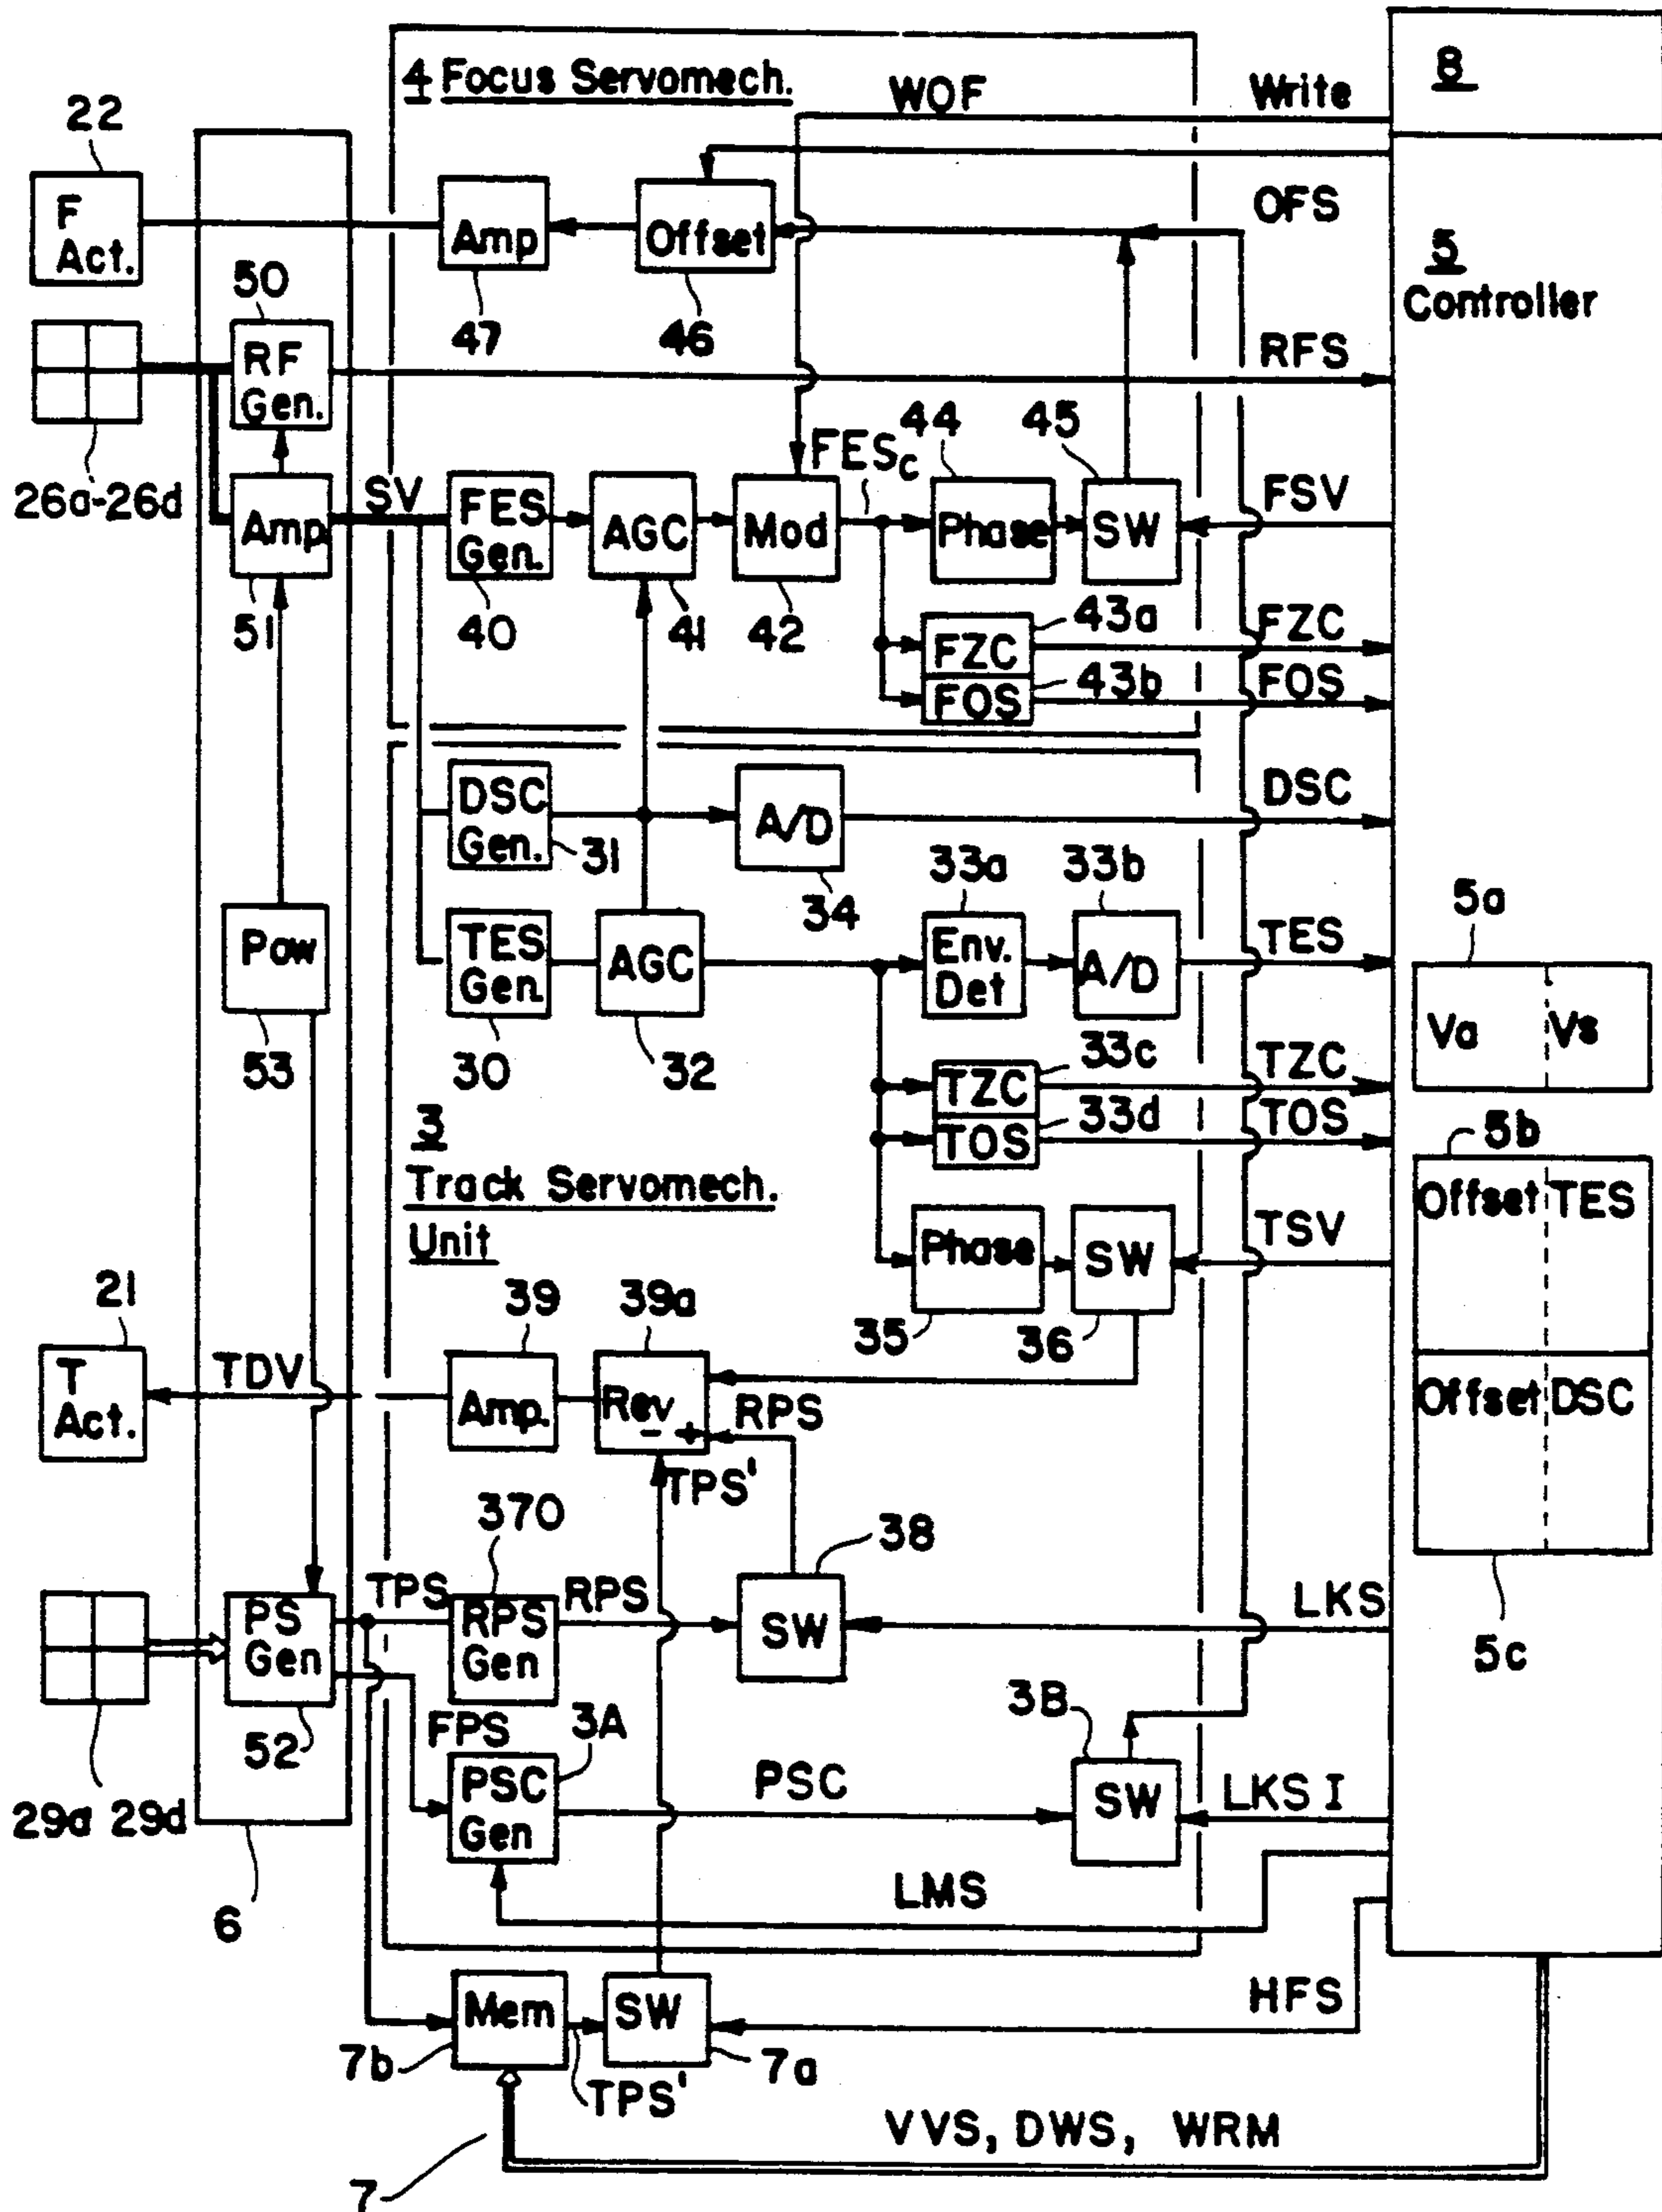 4 Focus Servomech.
WOF
Write
8
22
F
Act.
Amp
47
Offset
46
OFS
5
Controller
50
RF
Gen.
RFS
26a-26d
Amp
51
SV
FES
Gen.
40
AGC
41
Mod
42
FESc
44
Phase
45
SW
FSV
FZC
43a
FZC
FOS
43b
FOS
DSC
Gen.
31
A/D
34
DSC
Pow
53
TES
Gen.
30
AGC
32
33a
Env.
Det
33b
A/D
TES
5a
Va
Vs
TZC
33c
TZC
TOS
33d
TOS
3
Track Servomech.
Unit
5b
Offset
TES
Phase
35
SW
36
TSV
21
T
Act.
TDV
39
Amp.
39a
Rev
- +
RPS
TPS'
Offset
DSC
5c
370
TPS
PS
Gen
52
RPS
Gen
RPS
38
SW
LKS
29a 29d
FPS
3A
PSC
Gen
PSC
3B
SW
LKS I
6
LMS
Mem
7b
TPS'
SW
7a
HFS
VVS, DWS, WRM
7